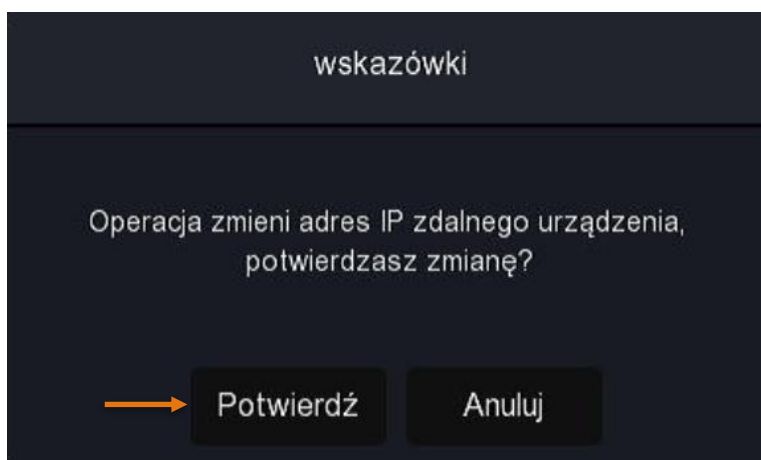 wskazówki
Operacja zmieni adres IP zdalnego urządzenia,
potwierdzasz zmianę?
Potwierdź
Anuluj